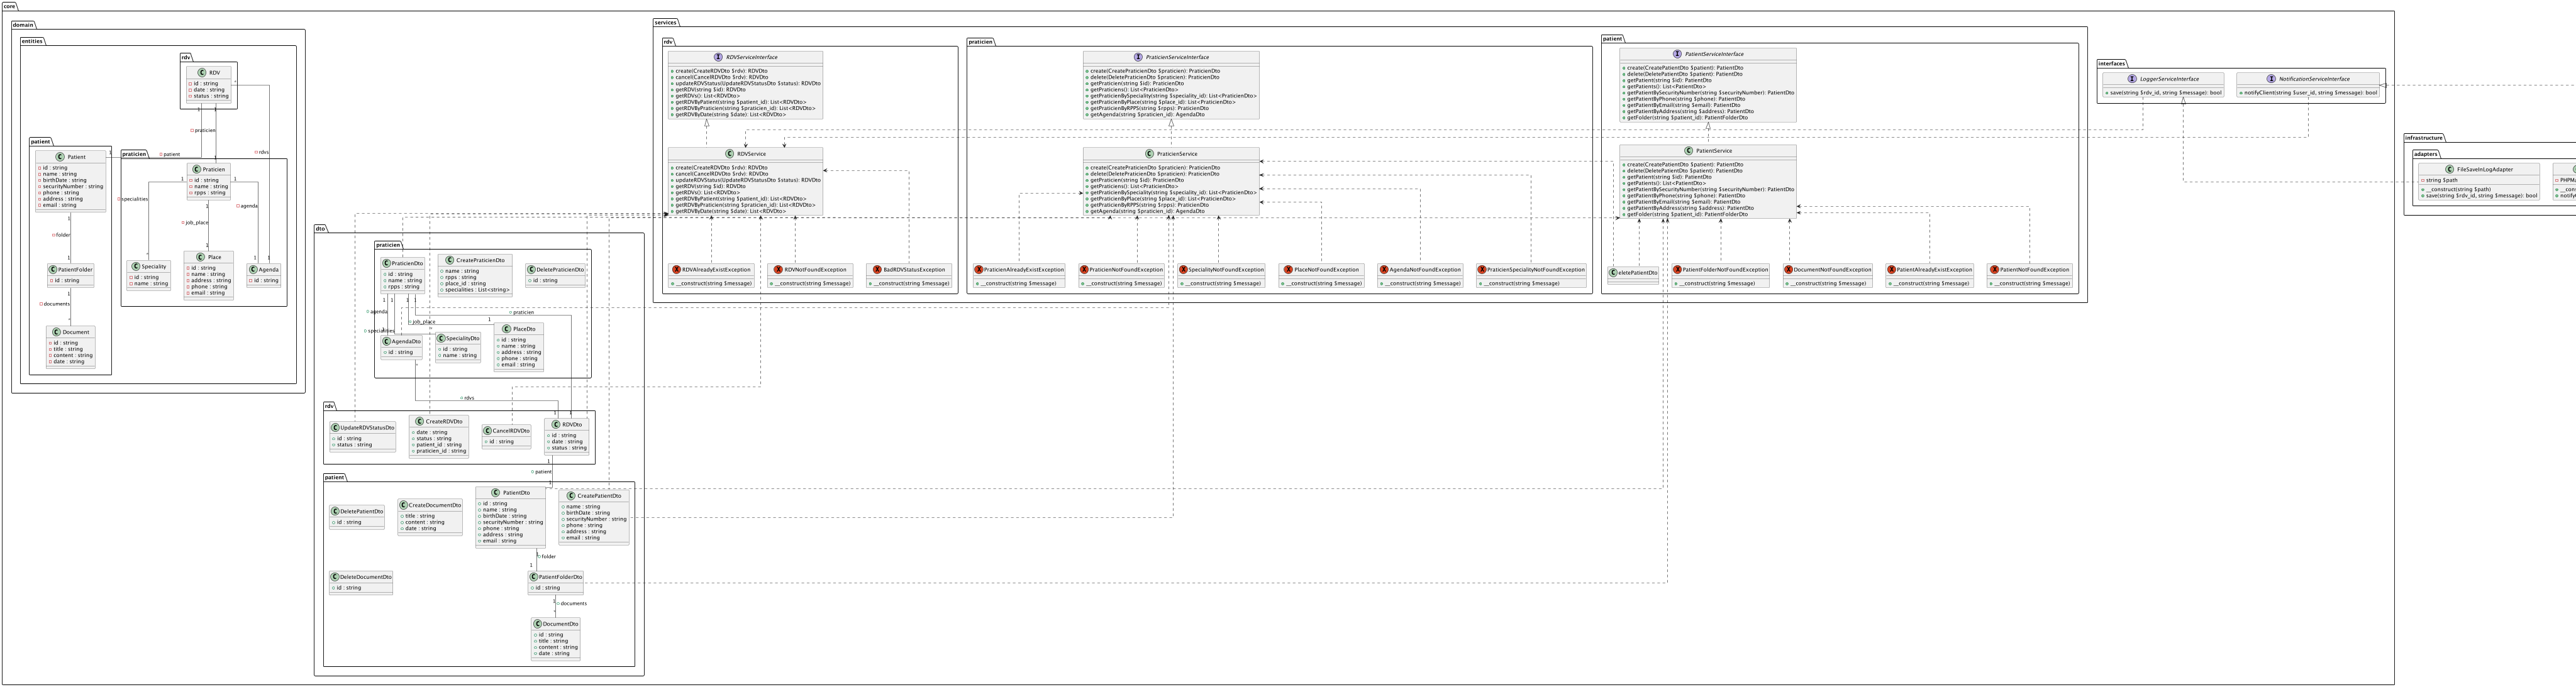 core
domain
entities
rdv
RDV
id : string
date : string
status : string
praticien
patient
rdvs
patient
Patient
id : string
name : string
birthDate : string
securityNumber : string
phone : string
address : string
email : string
1
folder
1
PatientFolder
id : string
1
documents
*
Document
id : string
title : string
content : string
date : string
praticien
Praticien
id : string
name : string
rpps : string
specialities
job_place
agenda
Speciality
id : string
name : string
Place
id : string
name : string
address : string
phone : string
email : string
Agenda
id : string
services
rdv
RDVServiceInterface
create(CreateRDVDto $rdv): RDVDto
cancel(CancelRDVDto $rdv): RDVDto
updateRDVStatus(UpdateRDVStatusDto $status): RDVDto
getRDV(string $id): RDVDto
getRDVs(): List<RDVDto>
getRDVByPatient(string $patient_id): List<RDVDto>
getRDVByPraticien(string $praticien_id): List<RDVDto>
getRDVByDate(string $date): List<RDVDto>
RDVService
create(CreateRDVDto $rdv): RDVDto
cancel(CancelRDVDto $rdv): RDVDto
updateRDVStatus(UpdateRDVStatusDto $status): RDVDto
getRDV(string $id): RDVDto
getRDVs(): List<RDVDto>
getRDVByPatient(string $patient_id): List<RDVDto>
getRDVByPraticien(string $praticien_id): List<RDVDto>
getRDVByDate(string $date): List<RDVDto>
RDVAlreadyExistException
__construct(string $message)
RDVNotFoundException
__construct(string $message)
BadRDVStatusException
__construct(string $message)
praticien
PraticienServiceInterface
create(CreatePraticienDto $praticien): PraticienDto
delete(DeletePraticienDto $praticien): PraticienDto
getPraticien(string $id): PraticienDto
getPraticiens(): List<PraticienDto>
getPraticienBySpeciality(string $speciality_id): List<PraticienDto>
getPraticienByPlace(string $place_id): List<PraticienDto>
getPraticienByRPPS(string $rpps): PraticienDto
getAgenda(string $praticien_id): AgendaDto
PraticienService
create(CreatePraticienDto $praticien): PraticienDto
delete(DeletePraticienDto $praticien): PraticienDto
getPraticien(string $id): PraticienDto
getPraticiens(): List<PraticienDto>
getPraticienBySpeciality(string $speciality_id): List<PraticienDto>
getPraticienByPlace(string $place_id): List<PraticienDto>
getPraticienByRPPS(string $rpps): PraticienDto
getAgenda(string $praticien_id): AgendaDto
PraticienAlreadyExistException
__construct(string $message)
PraticienNotFoundException
__construct(string $message)
SpecialityNotFoundException
__construct(string $message)
PlaceNotFoundException
__construct(string $message)
AgendaNotFoundException
__construct(string $message)
PraticienSpecialityNotFoundException
__construct(string $message)
patient
PatientServiceInterface
create(CreatePatientDto $patient): PatientDto
delete(DeletePatientDto $patient): PatientDto
getPatient(string $id): PatientDto
getPatients(): List<PatientDto>
getPatientBySecurityNumber(string $securityNumber): PatientDto
getPatientByPhone(string $phone): PatientDto
getPatientByEmail(string $email): PatientDto
getPatientByAddress(string $address): PatientDto
getFolder(string $patient_id): PatientFolderDto
PatientService
create(CreatePatientDto $patient): PatientDto
delete(DeletePatientDto $patient): PatientDto
getPatient(string $id): PatientDto
getPatients(): List<PatientDto>
getPatientBySecurityNumber(string $securityNumber): PatientDto
getPatientByPhone(string $phone): PatientDto
getPatientByEmail(string $email): PatientDto
getPatientByAddress(string $address): PatientDto
getFolder(string $patient_id): PatientFolderDto
eletePatientDto
PatientFolderNotFoundException
__construct(string $message)
DocumentNotFoundException
__construct(string $message)
PatientAlreadyExistException
__construct(string $message)
PatientNotFoundException
__construct(string $message)
interfaces
LoggerServiceInterface
save(string $rdv_id, string $message): bool
NotificationServiceInterface
notifyClient(string $user_id, string $message): bool
infrastructure
adapters
FileSaveInLogAdapter
string $path
__construct(string $path)
save(string $rdv_id, string $message): bool
dto
praticien
PraticienDto
id : string
name : string
rpps : string
CreatePraticienDto
name : string
rpps : string
place_id : string
specialities : List<string>
DeletePraticienDto
id : string
agenda
specialities
job_place
praticien
AgendaDto
id : string
SpecialityDto
id : string
name : string
PlaceDto
id : string
name : string
address : string
phone : string
email : string
rdvs
rdv
UpdateRDVStatusDto
id : string
status : string
CreateRDVDto
date : string
status : string
patient_id : string
praticien_id : string
CancelRDVDto
id : string
RDVDto
id : string
date : string
status : string
patient
patient
DeletePatientDto
id : string
CreateDocumentDto
title : string
content : string
date : string
PatientDto
id : string
name : string
birthDate : string
securityNumber : string
phone : string
address : string
email : string
CreatePatientDto
name : string
birthDate : string
securityNumber : string
phone : string
address : string
email : string
folder
DeleteDocumentDto
id : string
PatientFolderDto
id : string
documents
DocumentDto
id : string
title : string
content : string
date : string